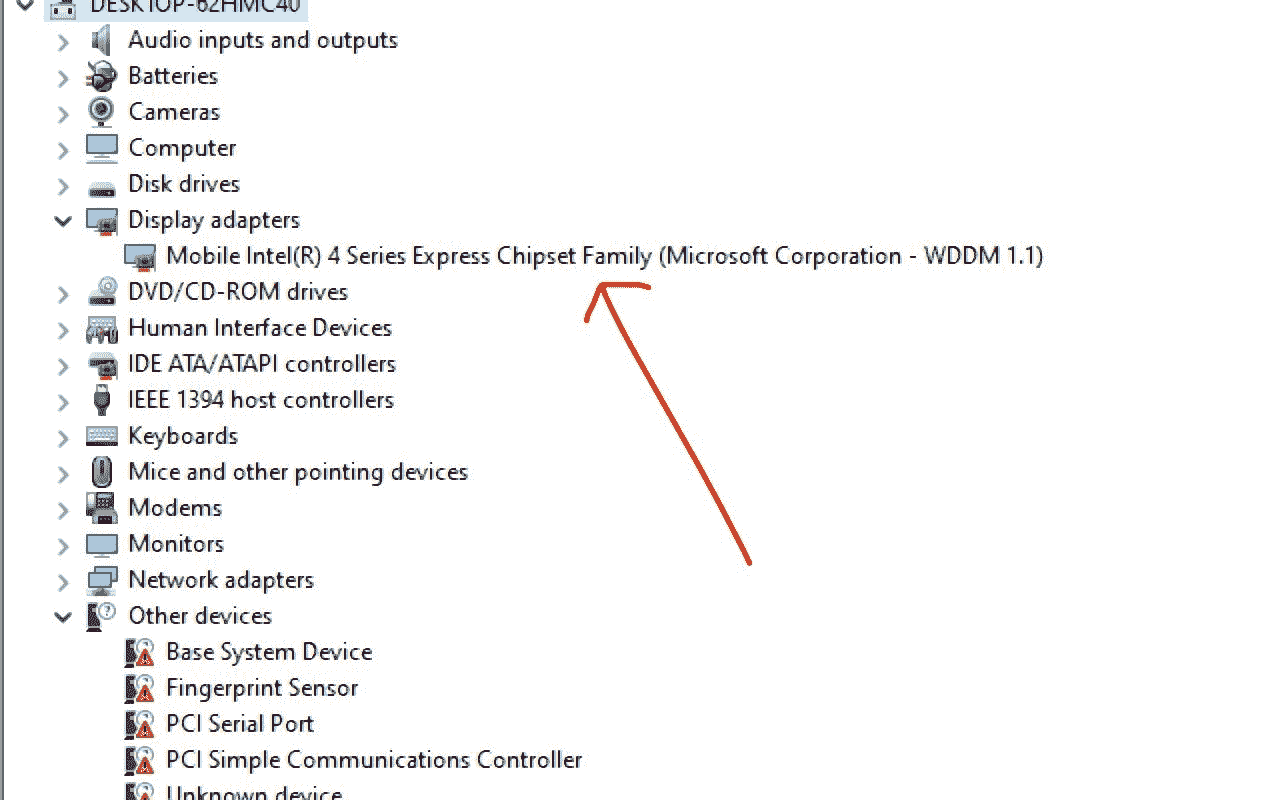 DESKTOP-62HMC40
Audio inputs and outputs
Batteries
Cameras
Computer
Disk drives
Display adapters
Mobile Intel(R) 4 Series Express Chipset Family (Microsoft Corporation - WDDM 1.1)
DVD/CD-ROM drives
Human Interface Devices
IDE ATA/ATAPI controllers
IEEE 1394 host controllers
Keyboards
Mice and other pointing devices
Modems
Monitors
Network adapters
Other devices
Base System Device
Fingerprint Sensor
PCI Serial Port
PCI Simple Communications Controller
Unknown device